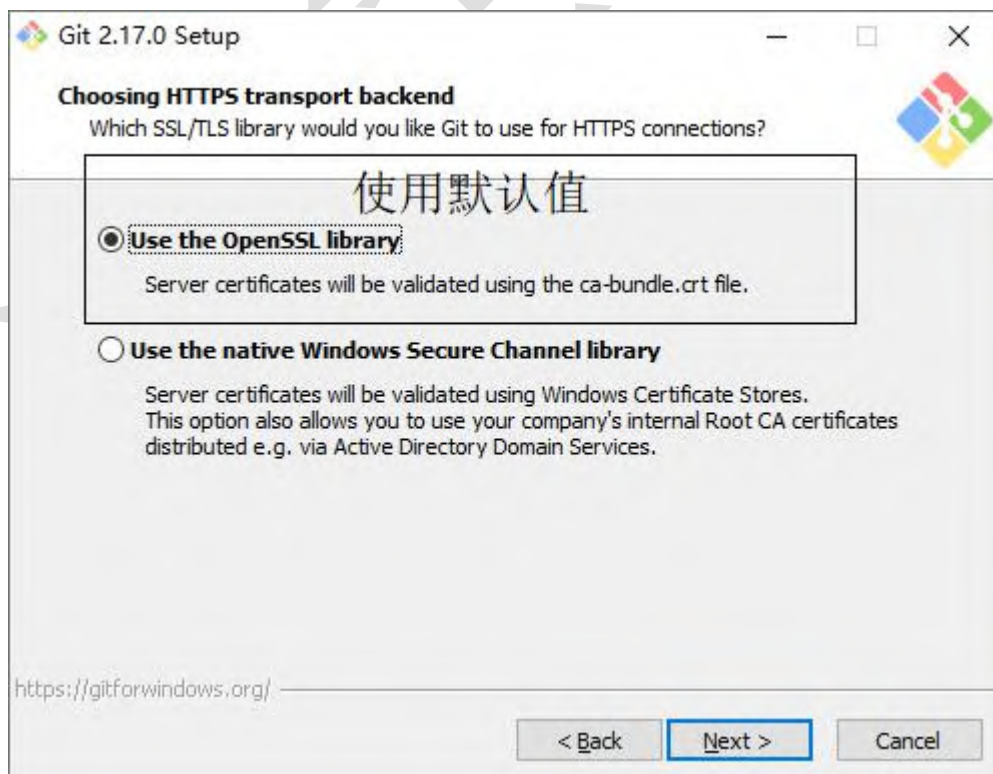 Git 2.17.0 Setup
Choosing HTTPS transport backend
Which SSL/TLS library would you like Git to use for HTTPS connections?
使用默认值
Use the OpenSSL library
Server certificates will be validated using the ca-bundle.crt file.
Use the native Windows Secure Channel library
Server certificates will be validated using Windows Certificate Stores.
This option also allows you to use your company's internal Root CA certificates
distributed e.g. via Active Directory Domain Services.
https://gitforwindows.org/
< Back Next > Cancel